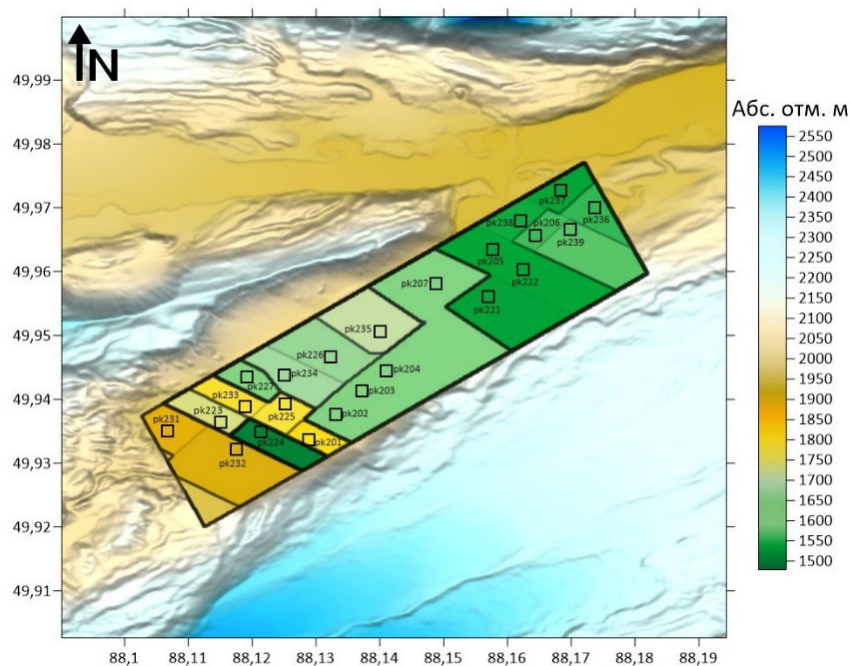 N
Абс. отм. м
49,99
49,98
49,97
49,96
49,95
49,94
49,93
49,92
49,91
2550
2500
2450
2400
2350
2300
2250
2200
2150
2100
2050
2000
1950
1900
1850
1800
1750
1700
1650
1600
1550
1500
pk237
pk238
pk206
pk236
pk239
pk205
pk222
pk207
pk221
pk235
pk226
pk204
pk227
pk234
pk203
pk233
pk231
pk223
pk225
pk202
pk224
pk201
pk232
88,1
88,11
88,12
88,13
88,14
88,15
88,16
88,17
88,18
88,19